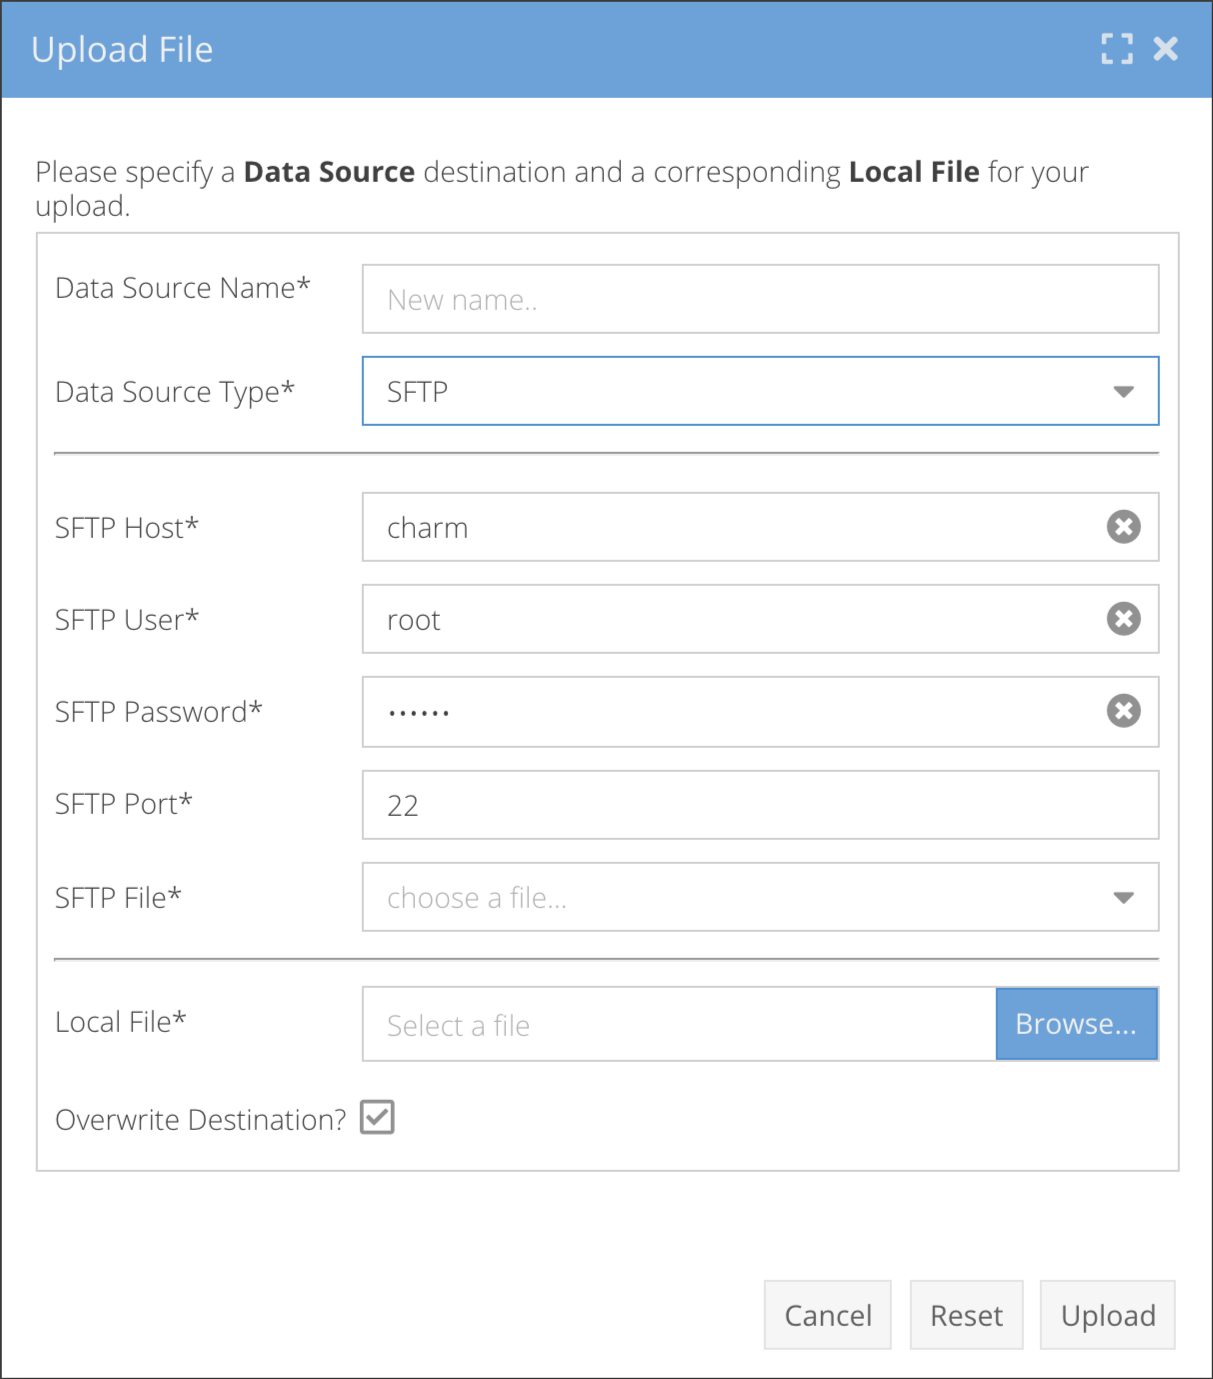 Upload File
Please specify a Data Source destination and a corresponding Local File for your
upload.
Data Source Name*
New name..
Data Source Type*
SFTP
SFTP Host*
charm
SFTP User*
root
SFTP Password*
······
SFTP Port*
22
SFTP File*
choose a file...
Local File*
Select a file
Browse...
Overwrite Destination?
Cancel
Reset
Upload